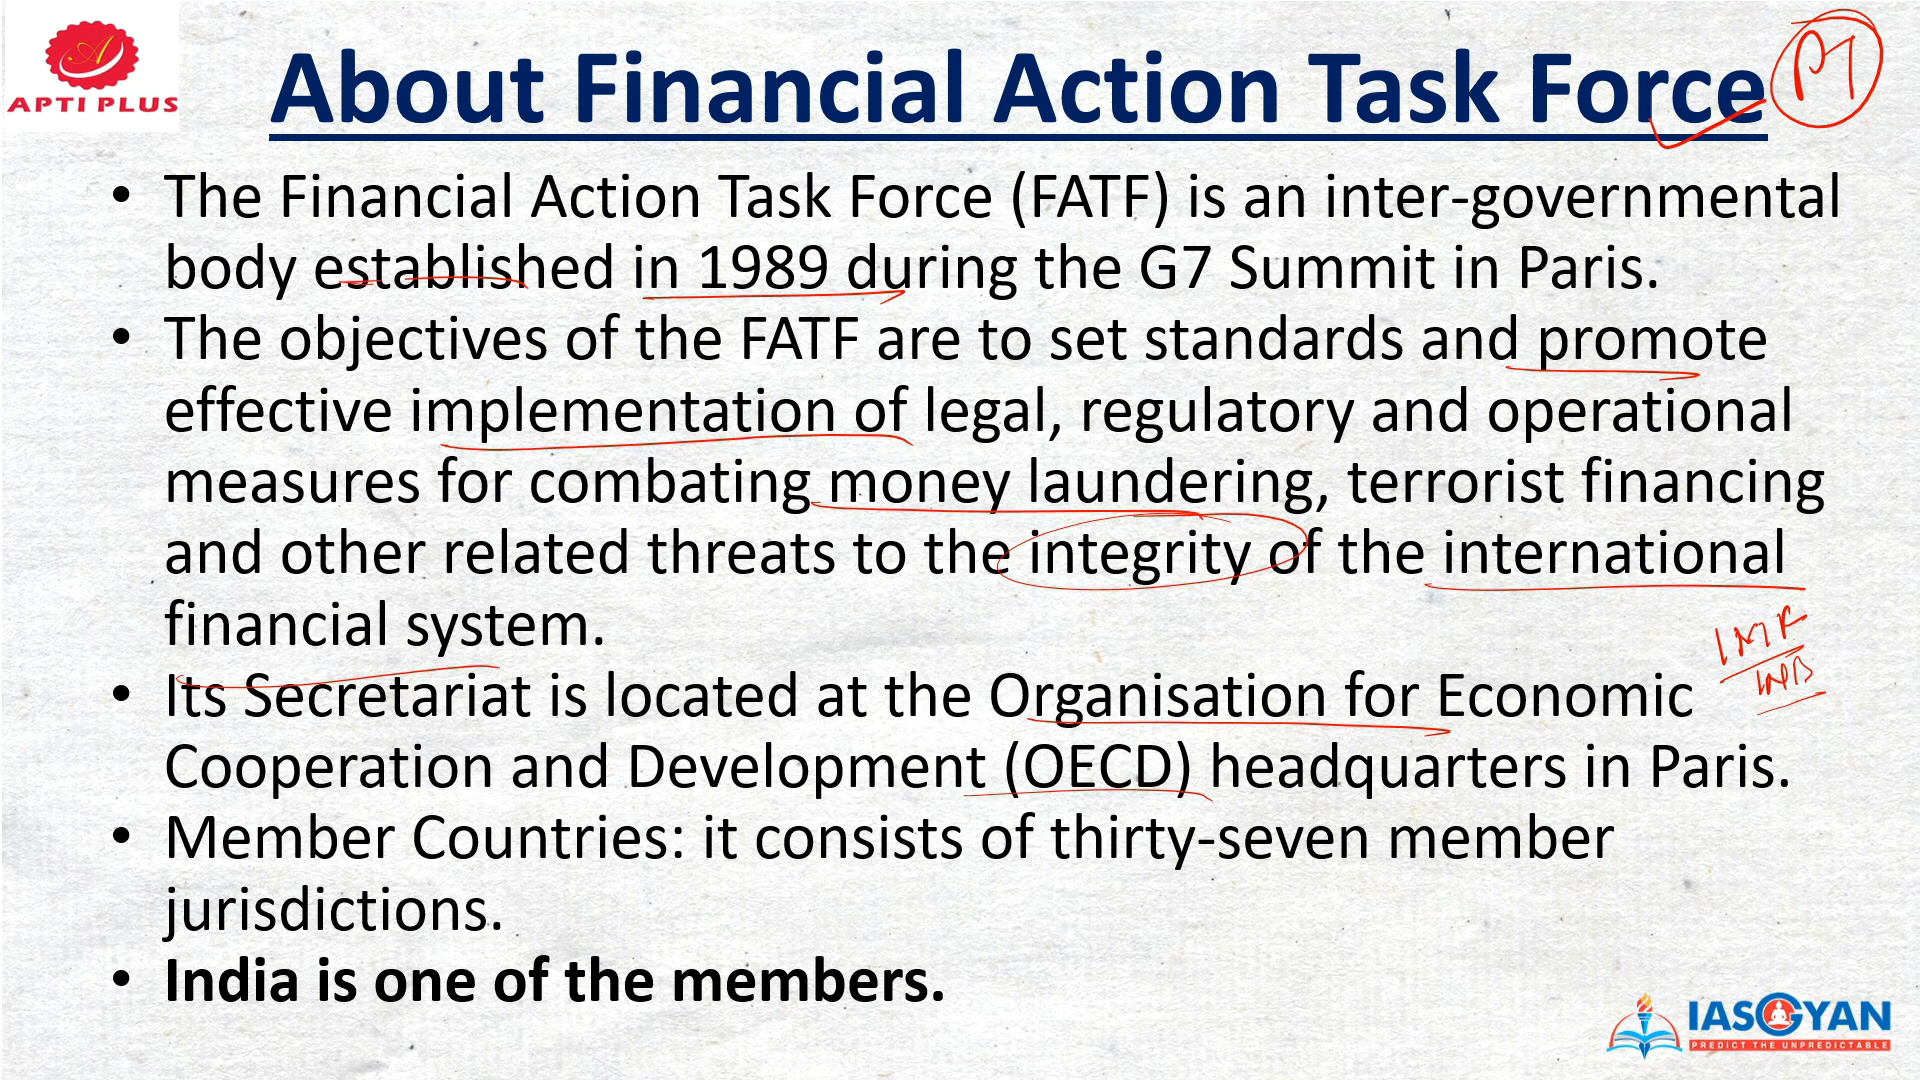 APTI PLUS
About Financial Action Task Force
PT
• The Financial Action Task Force (FATF) is an inter-governmental
body established in 1989 during the G7 Summit in Paris.
• The objectives of the FATF are to set standards and promote
effective implementation of legal, regulatory and operational
measures for combating money laundering, terrorist financing
and other related threats to the integrity of the international
financial system.
IMF
• Its Secretariat is located at the Organisation for Economic
Cooperation and Development (OECD) headquarters in Paris.
• Member Countries: it consists of thirty-seven member
jurisdictions.
• India is one of the members.
IASGYAN
PREDICT THE UNPREDICTABLE